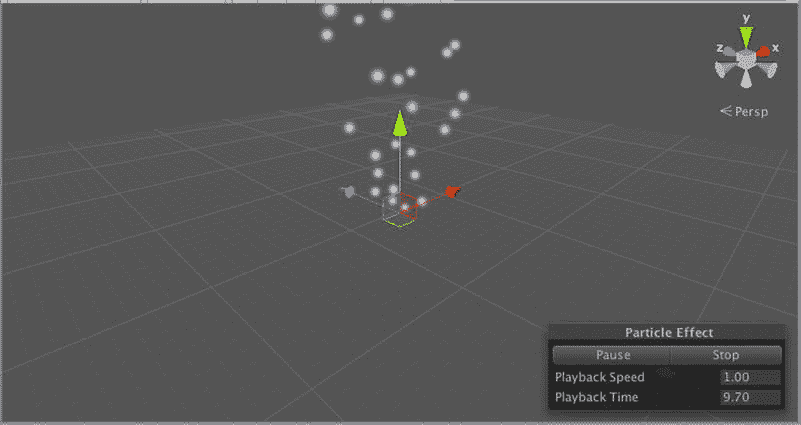 y
z x
Persp
Particle Effect
Pause Stop
Playback Speed 1.00
Playback Time 9.70